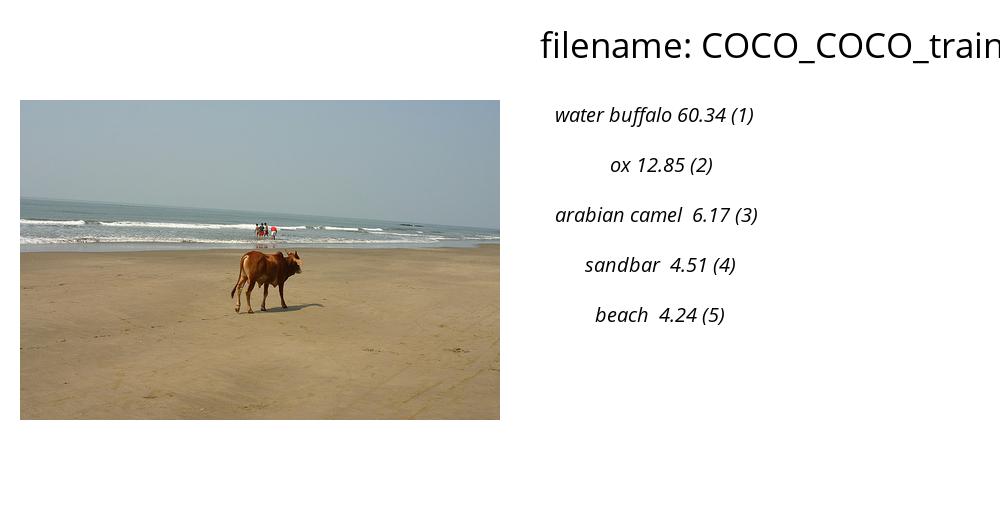 filename: COCO_COCO_train
water buffalo 60.34 (1)
ox 12.85 (2)
arabian camel 6.17 (3)
sandbar 4.51 (4)
beach 4.24 (5)